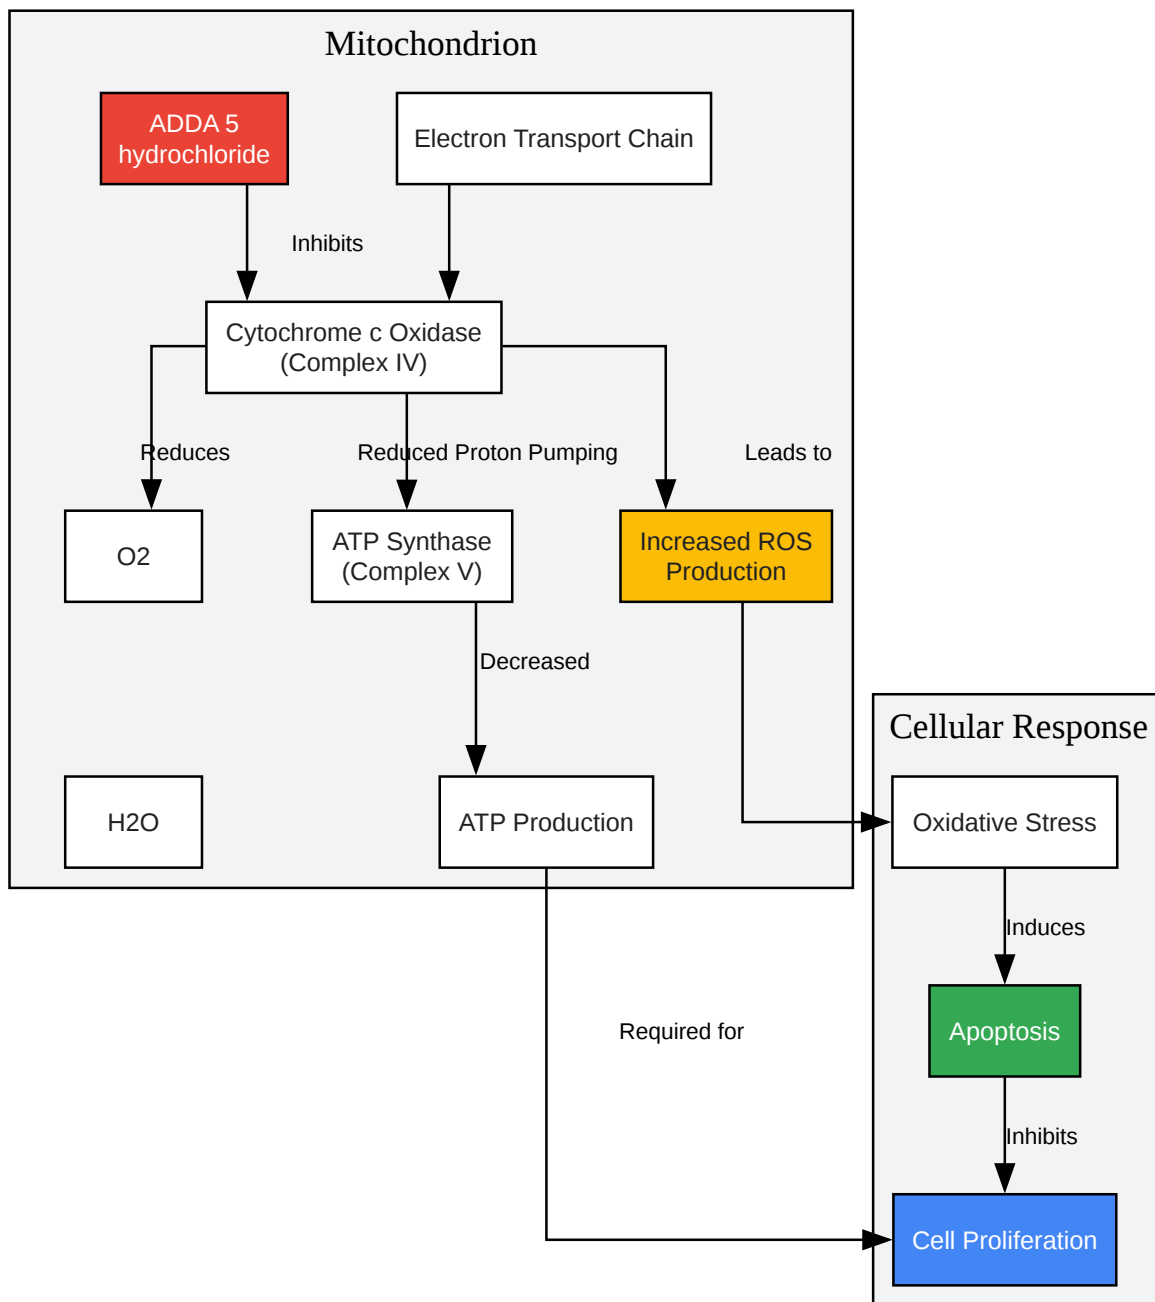 Mitochondrion
ADDA 5
hydrochloride
Electron Transport Chain
Inhibits
Cytochrome c Oxidase
(Complex IV)
Reduces
Reduced Proton Pumping
Leads to
O2
ATP Synthase
(Complex V)
Increased ROS
Production
Decreased
Cellular Response
H2O
ATP Production
Oxidative Stress
Induces
Apoptosis
Required for
Inhibits
Cell Proliferation